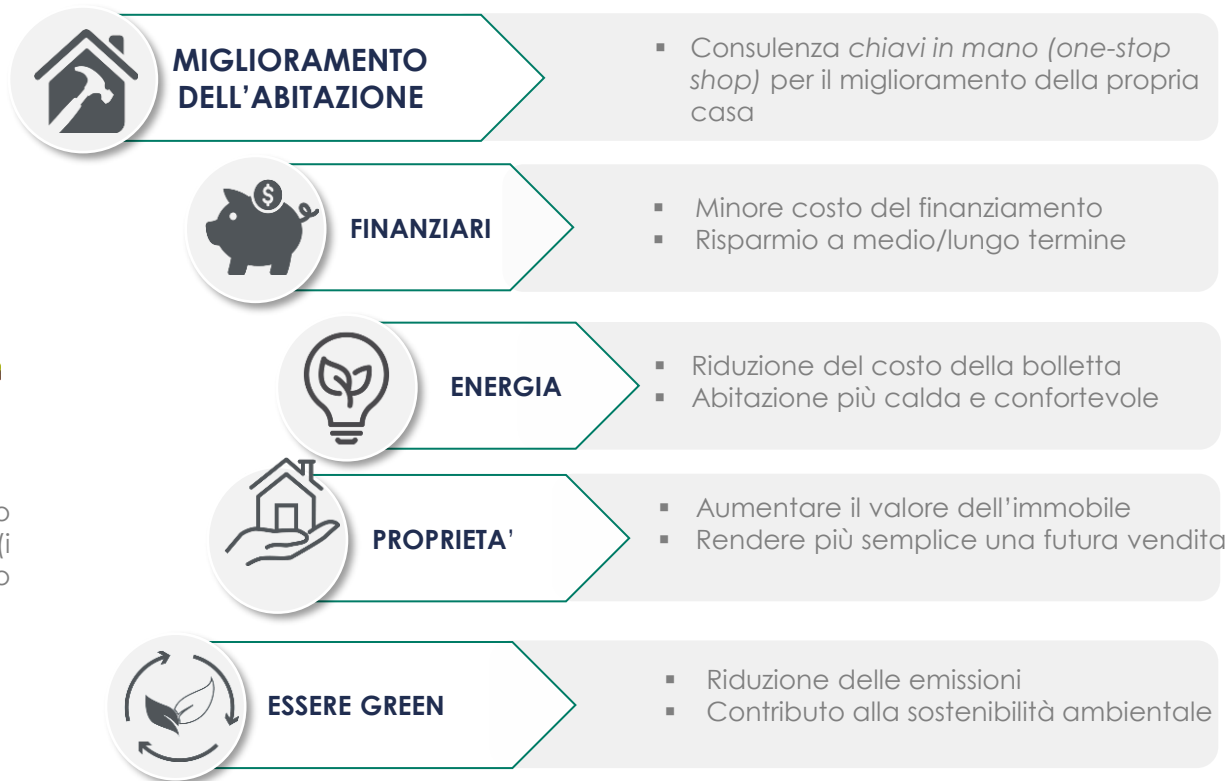 MIGLIORAMENTO
DELL’ABITAZIONE
▪ Consulenza chiavi in mano (one-stop
shop) per il miglioramento della propria
casa
$
FINANZIARI
▪ Minore costo del finanziamento
▪ Risparmio a medio/lungo termine
ENERGIA
▪ Riduzione del costo della bolletta
▪ Abitazione più calda e confortevole
o
(i
o
PROPRIETA’
▪ Aumentare il valore dell’immobile
▪ Rendere più semplice una futura vendita
ESSERE GREEN
▪ Riduzione delle emissioni
▪ Contributo alla sostenibilità ambientale